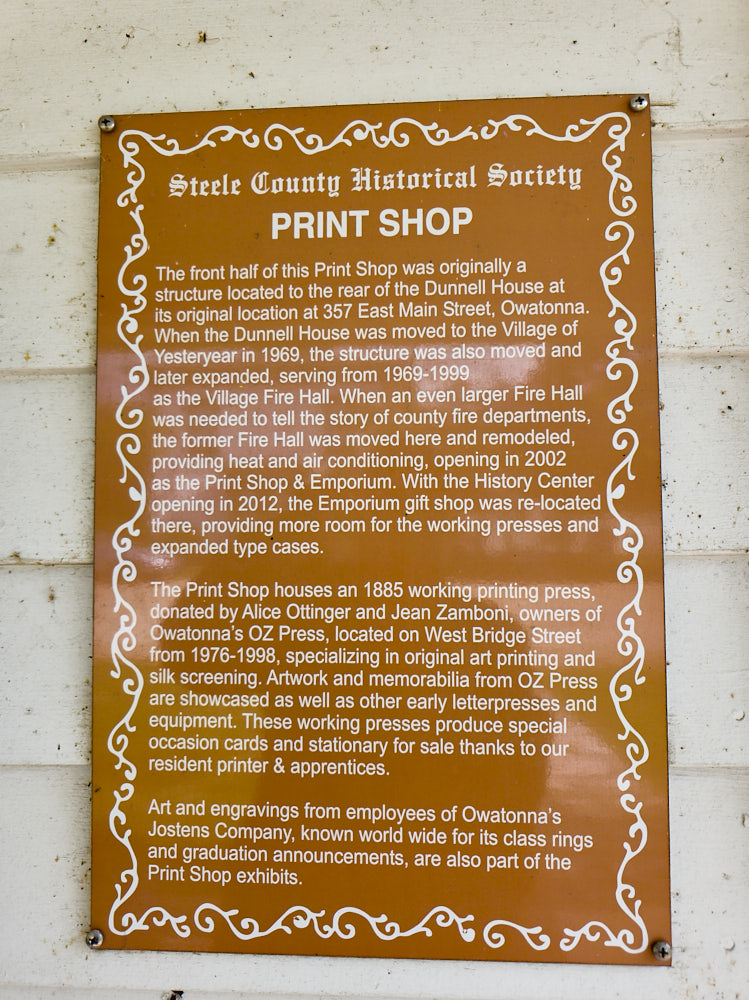 Steele County Historical Society
PRINT SHOP
The front half of this Print Shop was originally a
structure located to the rear of the Dunnell House at
its original location at 357 East Main Street, Owatonna.
When the Dunnell House was moved to the Village of
Yesteryear in 1969, the structure was also moved and
later expanded, serving from 1969-1999
as the Village Fire Hall. When an even larger Fire Hall
was needed to tell the story of county fire departments,
the former Fire Hall was moved here and remodeled,
providing heat and air conditioning, opening in 2002
as the Print Shop & Emporium. With the History Center
opening in 2012, the Emporium gift shop was re-located
there, providing more room for the working presses and
expanded type cases.
The Print Shop houses an 1885 working printing press,
donated by Alice Ottinger and Jean Zamboni, owners of
Owatonna's OZ Press, located on West Bridge Street
from 1976-1998, specializing in original art printing and
silk screening. Artwork and memorabilia from OZ Press
are showcased as well as other early letterpresses and
equipment. These working presses produce special
occasion cards and stationary for sale thanks to our
resident printer & apprentices.
Art and engravings from employees of Owatonna's
Jostens Company, known world wide for its class rings
and graduation announcements, are also part of the
Print Shop exhibits.